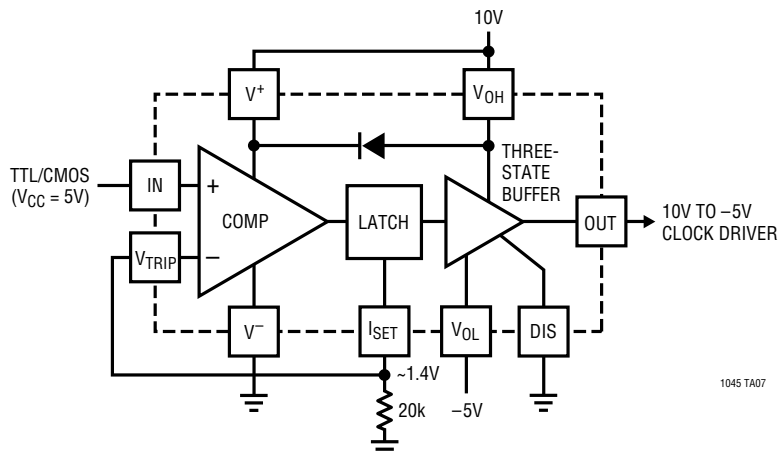 10V
V+
VOH
THREE-
STATE
BUFFER
TTL/CMOS
(VCC = 5V)
IN
+
COMP
LATCH
OUT
10V TO –5V
CLOCK DRIVER
VTRIP
–
V–
ISET
VOL
DIS
~1.4V
20k
–5V
1045 TA07